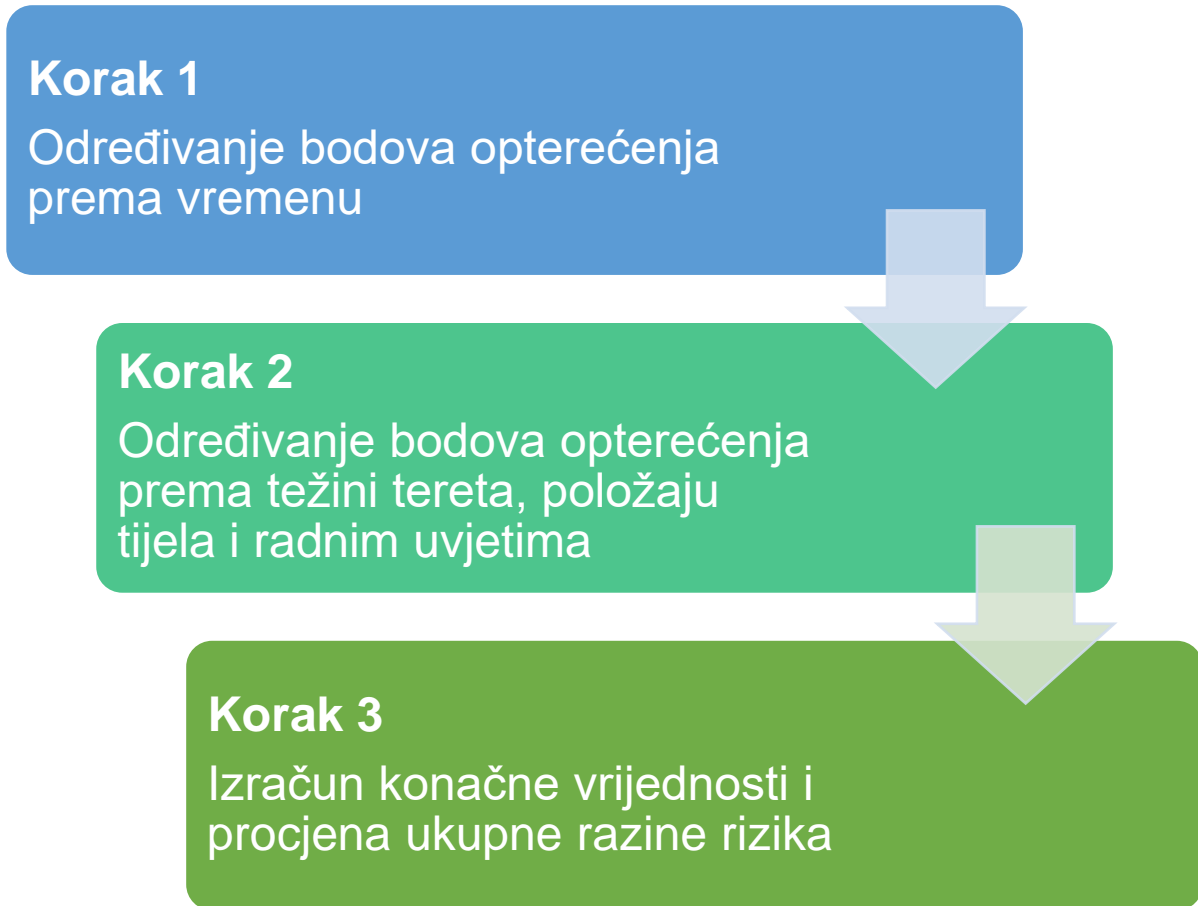 Korak 1
Određivanje bodova opterećenja
prema vremenu
Korak 2
Određivanje bodova opterećenja
prema težini tereta, položaju
tijela i radnim uvjetima
Korak 3
Izračun konačne vrijednosti i
procjena ukupne razine rizika